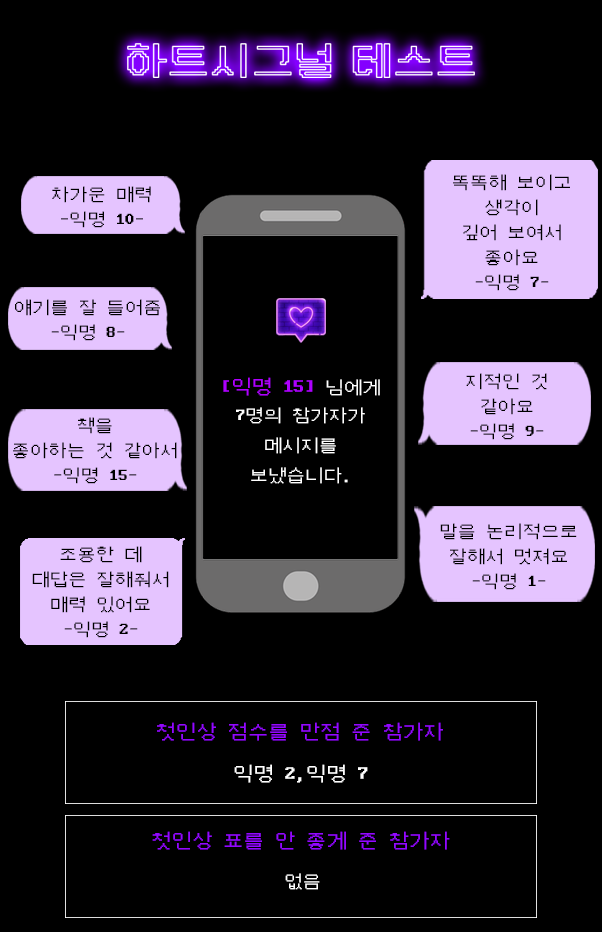 하트시그널 테스트
차가운 매력
-익명 10-
똑똑해 보이고
생각이
깊어 보여서
좋아요
-익명 7-
얘기를 잘 들어줌
-익명 8-
[익명 15] 님에게
7명의 참가자가
메시지를
보냈습니다.
지적인 것
같아요
-익명 9-
책을
좋아하는 것 같아서
-익명 15-
말을 논리적으로
잘해서 멋져요
-익명 1-
조용한 데
대답은 잘해줘서
매력 있어요
-익명 2-
첫인상 점수를 만점 준 참가자
익명 2,익명 7
첫인상 표를 안 좋게 준 참가자
없음